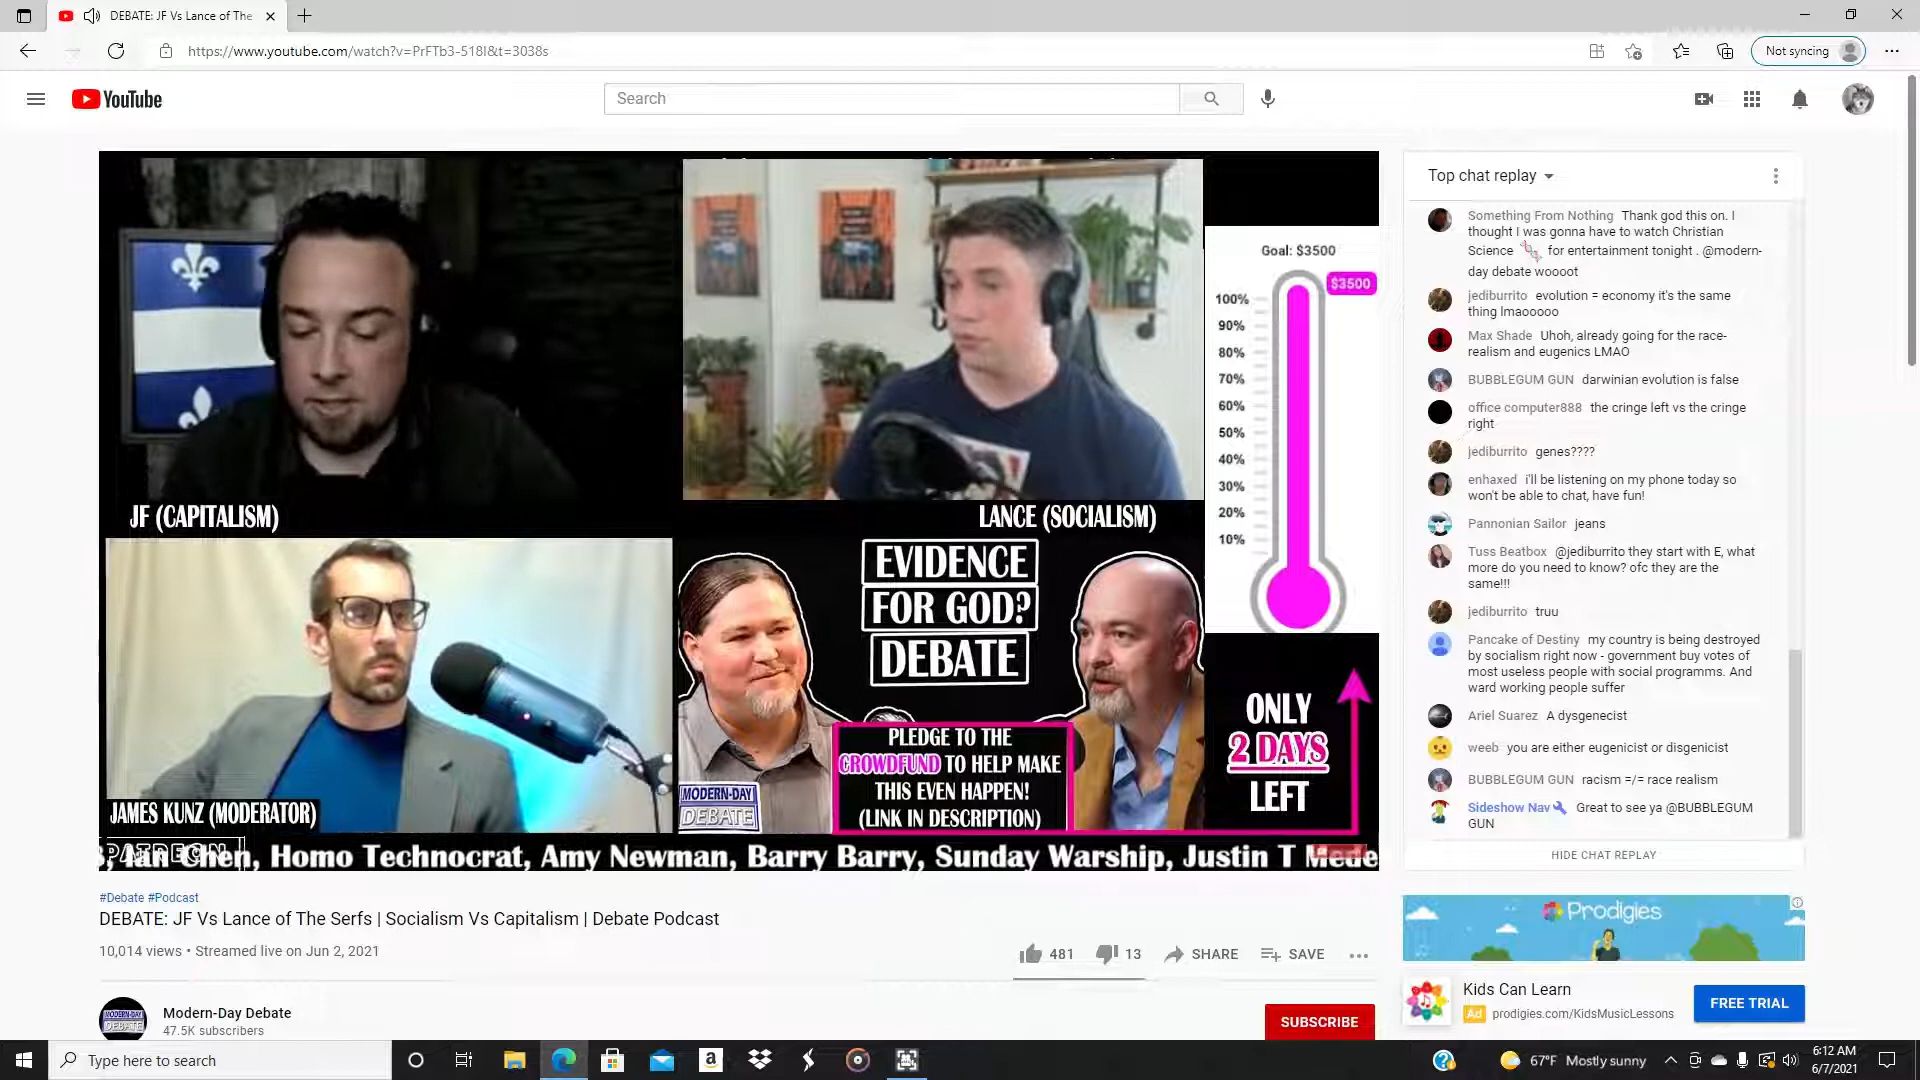 DEBATE: JF Vs Lance of The
https://www.youtube.com/watch?v=PrFTb3-518I&t=3038s
Not syncing
YouTube
Search
JF (CAPITALISM)
LANCE (SOCIALISM)
Goal: $3500
$3500
100%
90%
80%
70%
60%
50%
40%
30%
20%
10%
JAMES KUNZ (MODERATOR)
EVIDENCE
FOR GOD?
DEBATE
PLEDGE TO THE
CROWDFUND TO HELP MAKE
THIS EVEN HAPPEN!
(LINK IN DESCRIPTION)
MODERN-DAY
DEBATE
ONLY
2 DAYS
LEFT
PATREON
Chen, Homo Technocrat, Amy Newman, Barry Barry, Sunday Warship, Justin T Mede
Top chat replay
Something From Nothing Thank god this on. I
thought I was gonna have to watch Christian
Science for entertainment tonight . @modern-
day debate woooot
jediburrito evolution = economy it's the same
thing lmaooooo
Max Shade Uhoh, already going for the race-
realism and eugenics LMAO
BUBBLEGUM GUN darwinian evolution is false
office computer888 the cringe left vs the cringe
right
jediburrito genes????
enhaxed i'll be listening on my phone today so
won't be able to chat, have fun!
Pannonian Sailor jeans
Tuss Beatbox @jediburrito they start with E, what
more do you need to know? ofc they are the
same!!!
jediburrito truu
Pancake of Destiny my country is being destroyed
by socialism right now - government buy votes of
most useless people with social programms. And
ward working people suffer
Ariel Suarez A dysgenecist
weeb you are either eugenicist or disgenicist
BUBBLEGUM GUN racism =/= race realism
Sideshow Nav Great to see ya @BUBBLEGUM
GUN
HIDE CHAT REPLAY
#Debate #Podcast
DEBATE: JF Vs Lance of The Serfs | Socialism Vs Capitalism | Debate Podcast
10,014 views • Streamed live on Jun 2, 2021
481
13
SHARE
SAVE
Modern-Day Debate
47.5K subscribers
SUBSCRIBE
Prodigies
Kids Can Learn
Ad prodigies.com/KidsMusicLessons
FREE TRIAL
Type here to search
67°F Mostly sunny
6:12 AM
6/7/2021